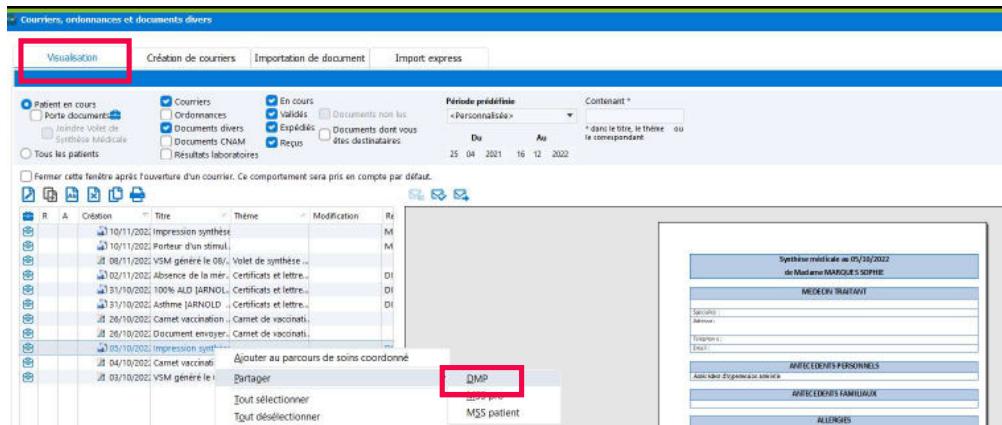 Courriers, ordonnances et documents divers
Visualisation Création de courriers Importation de document Import express
Patient en cours
Porte documents
Joindre Volet de
Synthèse Médicale
Tous les patients
Courriers
Ordonnances
Documents divers
Documents CNAM
Résultats laboratoires
En cours
Validés
Expédiés
Reçus
Documents non lus
Documents dont vous
êtes destinataires
Période prédéfinie
<Personnalisée>
Du Au
25 04 2021 16 12 2022
Contenant *
* dans le titre, le thème ou
le correspondant
Fermer cette fenêtre après l'ouverture d'un courrier. Ce comportement sera pris en compte par défaut.
R A Création Titre Thème Modification Re
10/11/202 Impression synthèse M
10/11/202 Porteur d'un stimul.. M
08/11/202 VSM généré le 08/.. Volet de synthèse ...
02/11/202 Absence de la mér.. Certificats et lettre... DI
31/10/202 100% ALD [ARNOL.. Certificats et lettre... DI
31/10/202 Asthme [ARNOLD .. Certificats et lettre... DI
26/10/202 Carnet vaccination .. Carnet de vaccinati..
26/10/202 Document envoyer.. Carnet de vaccinati..
05/10/202 Impression synt
04/10/202 Carnet vaccinati
03/10/202 VSM généré le
Ajouter au parcours de soins coordonné
Partager
Tout sélectionner
Tout désélectionner
DMP
MSS pro
MSS patient
Synthèse médicale au 05/10/2022
de Madame MARQUES SOPHIE
MEDECIN TRAITANT
Spécialité :
Adresse :
Téléphone :
Email :
ANTECEDENTS PERSONNELS
ANTECEDENTS FAMILIAUX
ALLERGIES